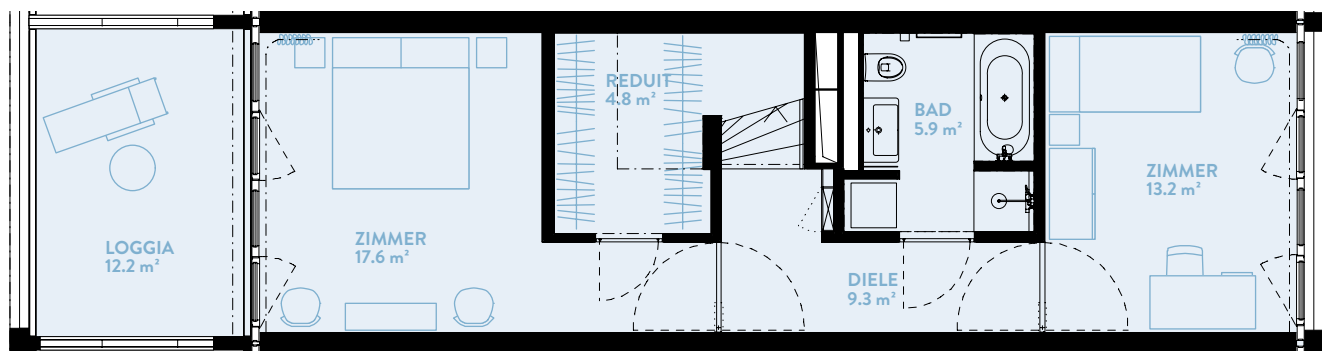 LOGGIA
12.2 m²
ZIMMER
17.6 m²
REDUIT
4.8 m²
BAD
5.9 m²
DIELE
9.3 m²
ZIMMER
13.2 m²